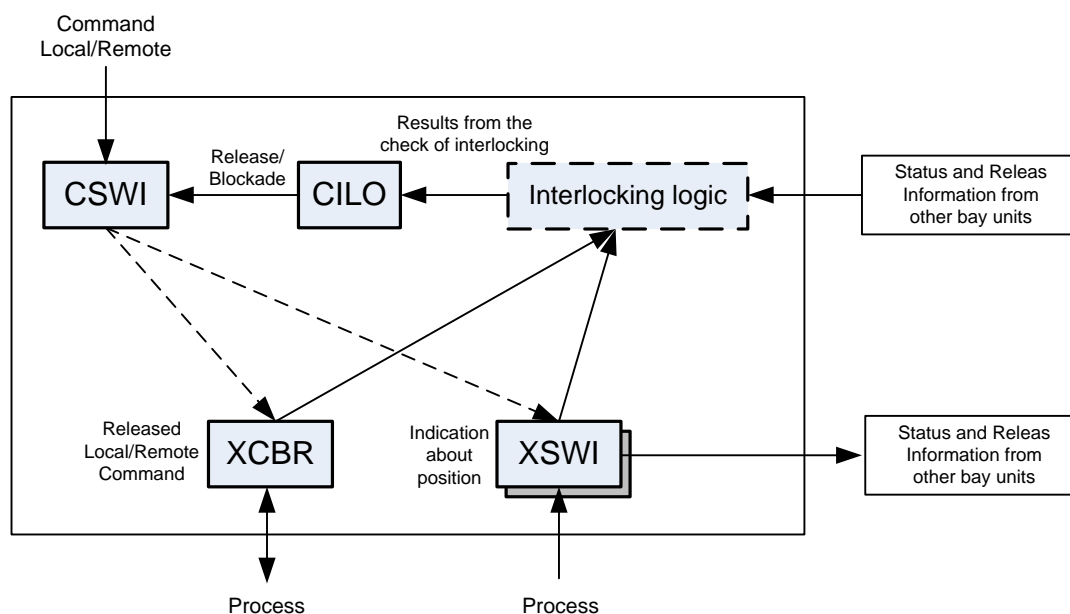 Command
Local/Remote
Results from the
check of interlocking
Release/
Blockade
CSWI
CILO
Interlocking logic
Status and Releas
Information from
other bay units
Released
Local/Remote
Command
XCBR
Indication
about
position
XSWI
Status and Releas
Information from
other bay units
Process
Process